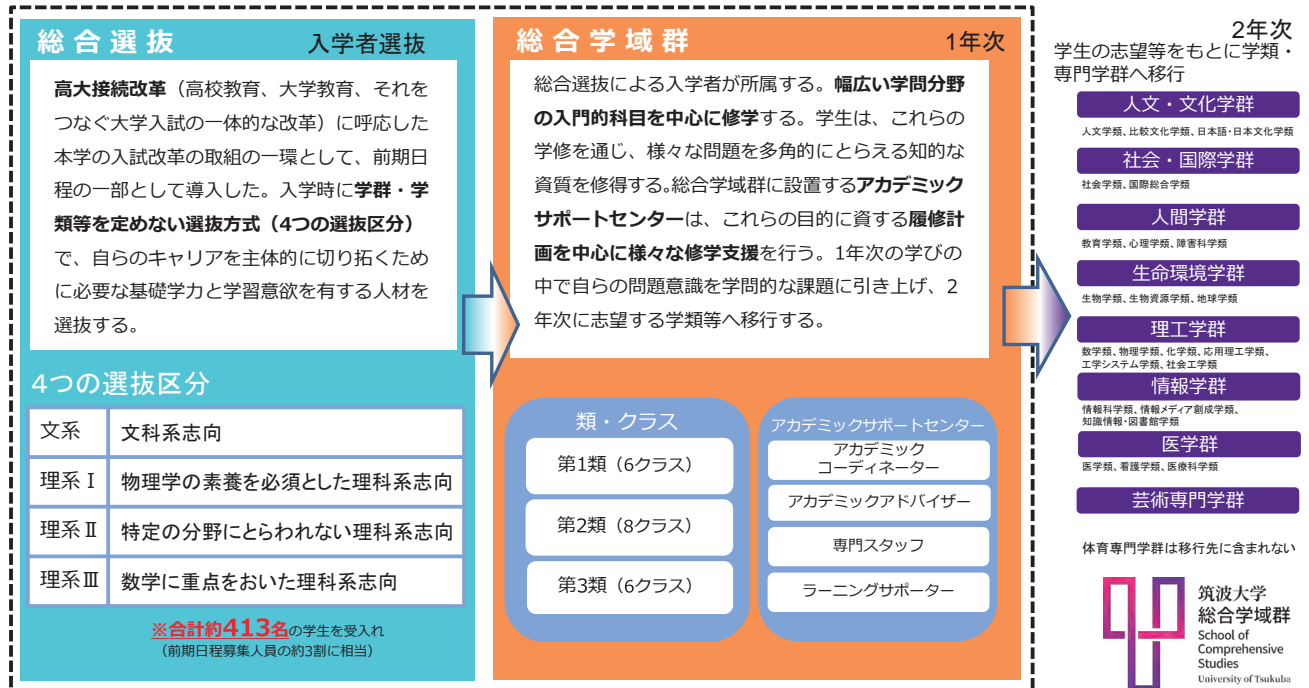 総合選抜 入学者選抜
高大接続改革（高校教育、大学教育、それを
つなぐ大学入試の一体的な改革）に呼応した
本学の入試改革の取組の一環として、前期日
程の一部として導入した。入学時に学群・学
類等を定めない選抜方式（4つの選抜区分）
で、自らのキャリアを主体的に切り拓くため
に必要な基礎学力と学習意欲を有する人材を
選抜する。
4つの選抜区分
文系 文科系志向
理系Ⅰ 物理学の素養を必須とした理科系志向
理系Ⅱ 特定の分野にとらわれない理科系志向
理系Ⅲ 数学に重点をおいた理科系志向
※合計約413名の学生を受入れ
（前期日程募集人員の約3割に相当）
総合学域群 1年次
総合選抜による入学者が所属する。幅広い学問分野
の入門的科目を中心に修学する。学生は、これらの
学修を通じ、様々な問題を多角的にとらえる知的な
資質を修得する。総合学域群に設置するアカデミック
サポートセンターは、これらの目的に資する履修計
画を中心に様々な修学支援を行う。1年次の学びの
中で自らの問題意識を学問的な課題に引き上げ、2
年次に志望する学類等へ移行する。
類・クラス
第1類（6クラス）
第2類（8クラス）
第3類（6クラス）
アカデミックサポートセンター
アカデミック
コーディネーター
アカデミックアドバイザー
専門スタッフ
ラーニングサポーター
2年次
学生の志望等をもとに学類・
専門学群へ移行
人文・文化学群
人文学類、比較文化学類、日本語・日本文化学類
社会・国際学群
社会学類、国際総合学類
人間学群
教育学類、心理学類、障害科学類
生命環境学群
生物学類、生物資源学類、地球学類
理工学群
数学類、物理学類、化学類、応用理工学類、
工学システム学類、社会工学類
情報学群
情報科学類、情報メディア創成学類、
知識情報・図書館学類
医学群
医学類、看護学類、医療科学類
芸術専門学群
体育専門学群は移行先に含まれない
筑波大学
総合学域群
School of
Comprehensive
Studies
University of Tsukuba